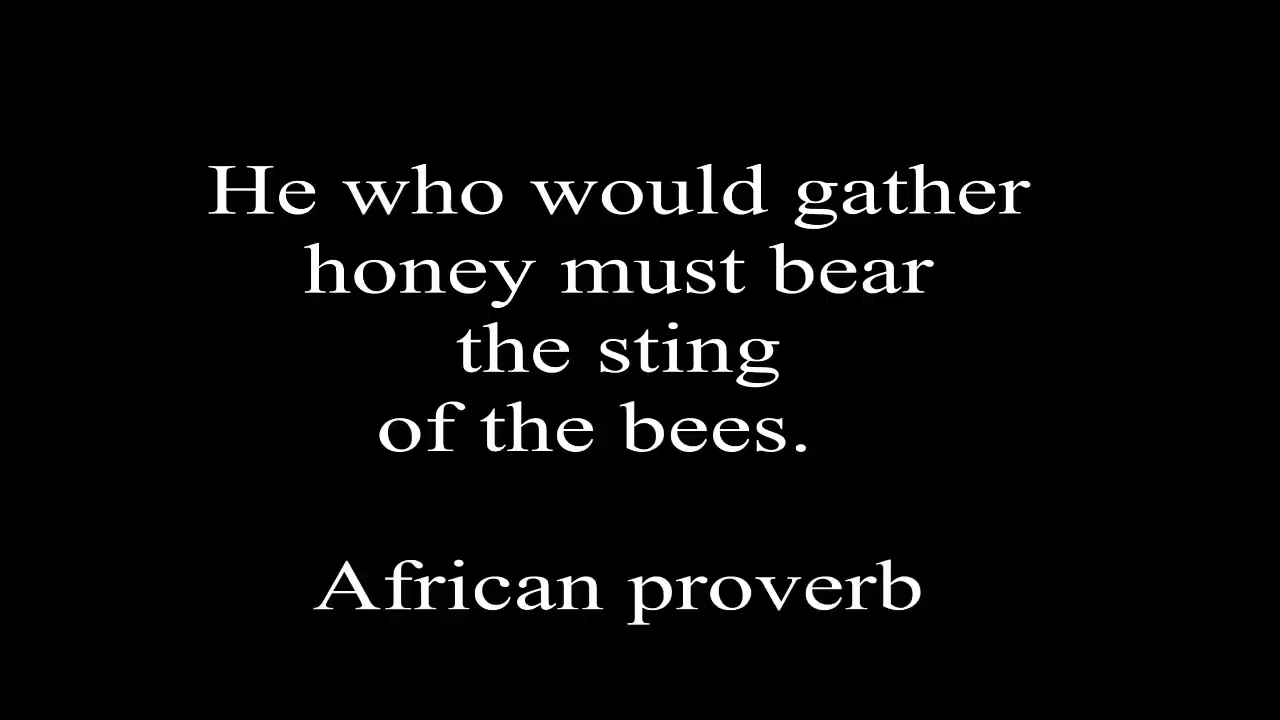 He who would gather
honey must bear
the sting
of the bees.
African proverb